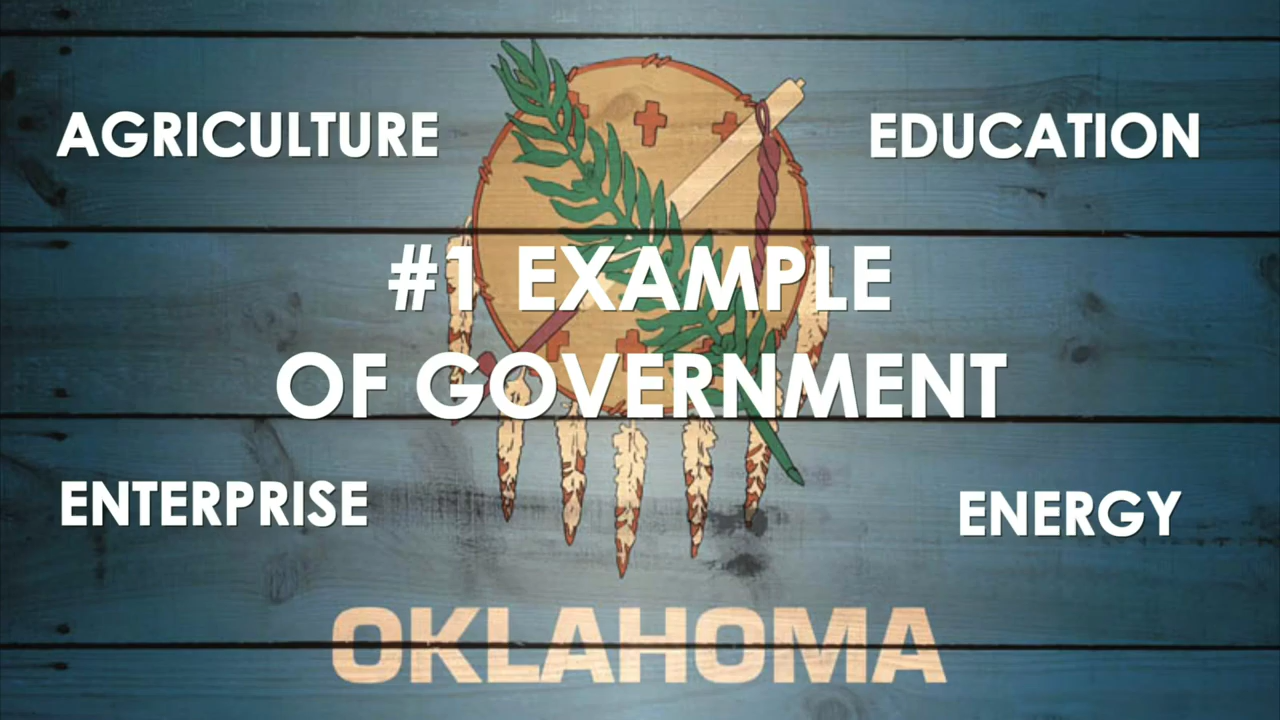 AGRICULTURE
EDUCATION
#1 EXAMPLE
OF GOVERNMENT
ENTERPRISE
ENERGY
OKLAHOMA